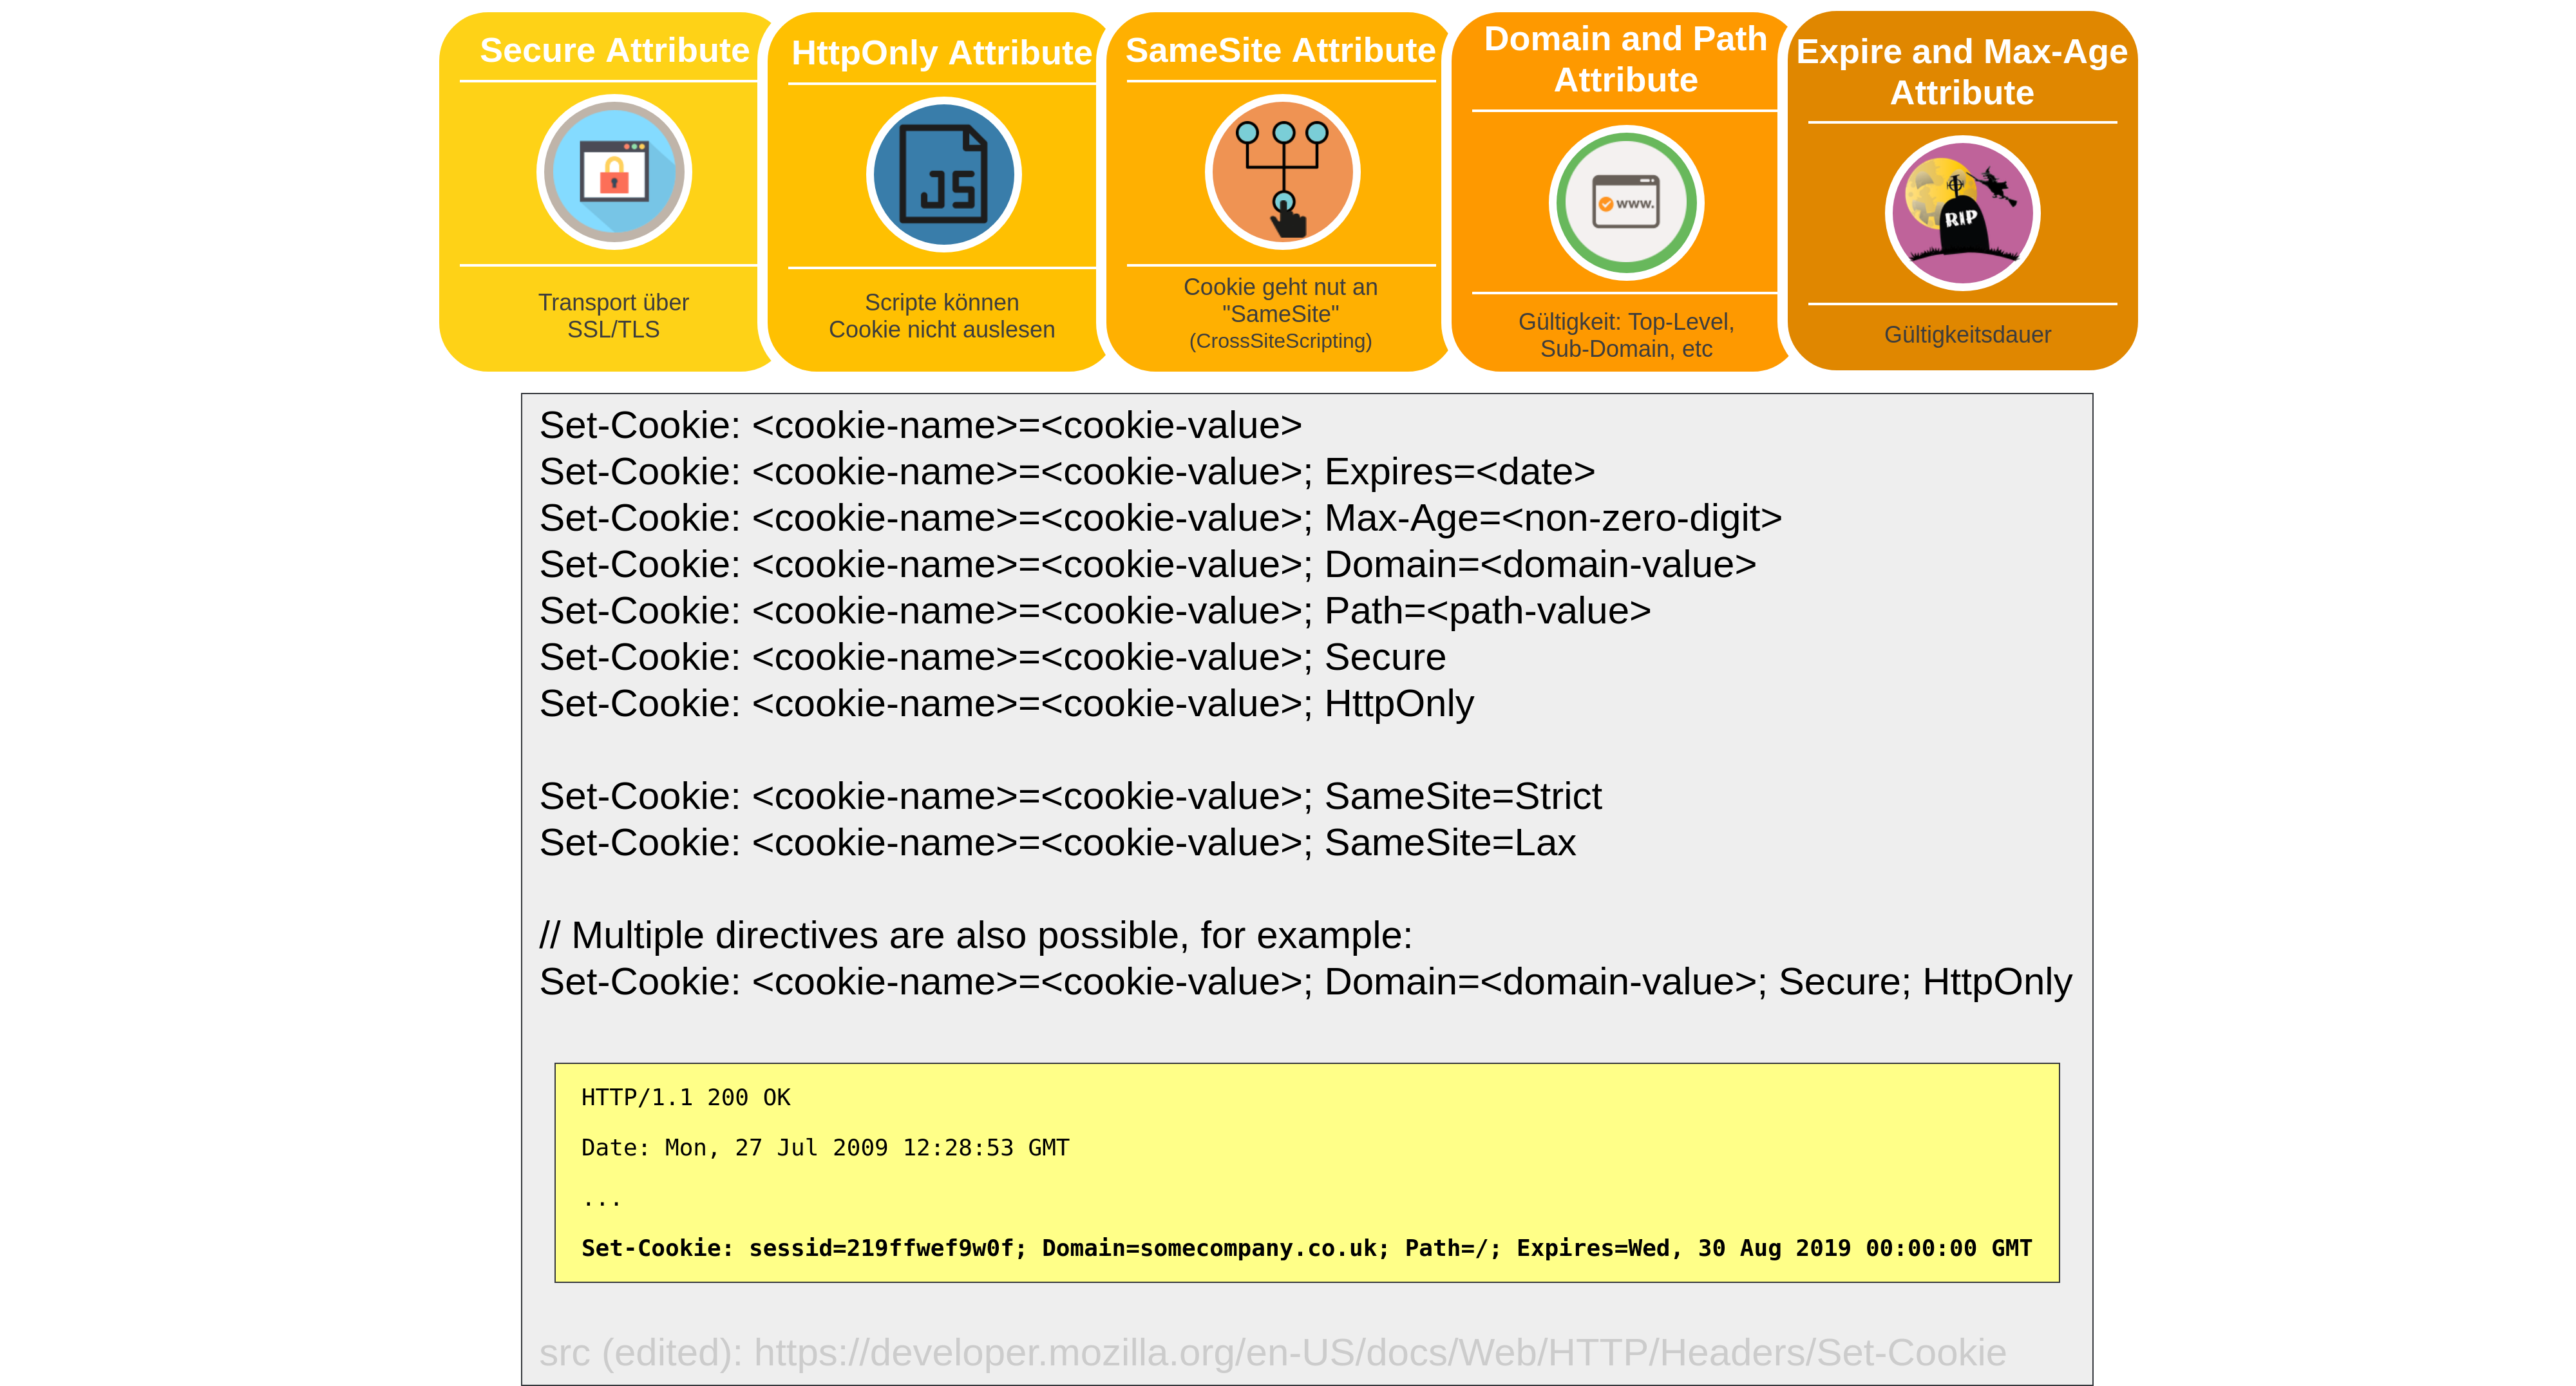 Secure Attribute
Transport über
SSL/TLS
HttpOnly Attribute
JS
Scripte können
Cookie nicht auslesen
SameSite Attribute
Cookie geht nut an
"SameSite"
(CrossSiteScripting)
Domain and Path
Attribute
www.
Gültigkeit: Top-Level,
Sub-Domain, etc
Expire and Max-Age
Attribute
RIP
Gültigkeitsdauer
Set-Cookie: <cookie-name>=<cookie-value>
Set-Cookie: <cookie-name>=<cookie-value>; Expires=<date>
Set-Cookie: <cookie-name>=<cookie-value>; Max-Age=<non-zero-digit>
Set-Cookie: <cookie-name>=<cookie-value>; Domain=<domain-value>
Set-Cookie: <cookie-name>=<cookie-value>; Path=<path-value>
Set-Cookie: <cookie-name>=<cookie-value>; Secure
Set-Cookie: <cookie-name>=<cookie-value>; HttpOnly
Set-Cookie: <cookie-name>=<cookie-value>; SameSite=Strict
Set-Cookie: <cookie-name>=<cookie-value>; SameSite=Lax
// Multiple directives are also possible, for example:
Set-Cookie: <cookie-name>=<cookie-value>; Domain=<domain-value>; Secure; HttpOnly
HTTP/1.1 200 OK
Date: Mon, 27 Jul 2009 12:28:53 GMT
...
Set-Cookie: sessid=219ffwef9w0f; Domain=somecompany.co.uk; Path=/; Expires=Wed, 30 Aug 2019 00:00:00 GMT
src (edited): https://developer.mozilla.org/en-US/docs/Web/HTTP/Headers/Set-Cookie